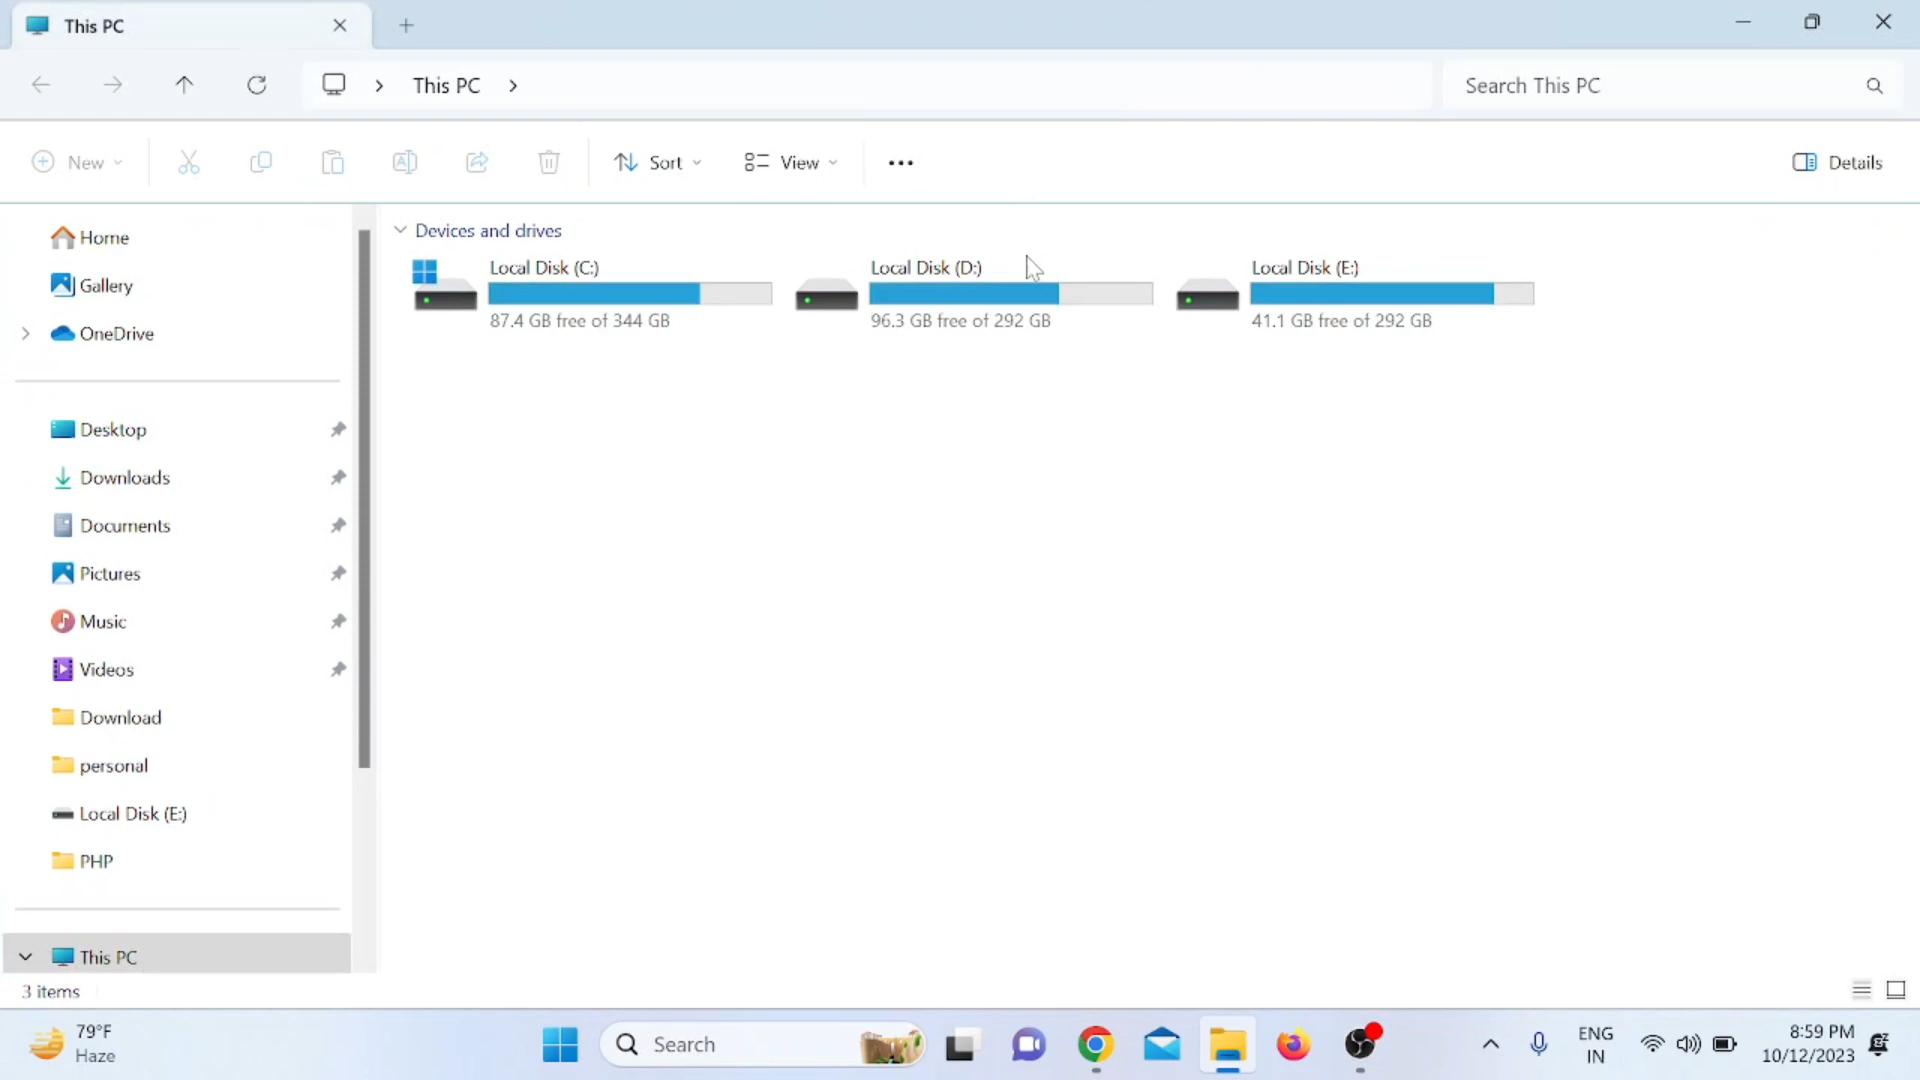 This PC
This PC
Search This PC
New
Sort
View
Details
Home
Gallery
OneDrive
Desktop
Downloads
Documents
Pictures
Music
Videos
Download
personal
Local Disk (E:)
PHP
This PC
Devices and drives
Local Disk (C:)
87.4 GB free of 344 GB
Local Disk (D:)
96.3 GB free of 292 GB
Local Disk (E:)
41.1 GB free of 292 GB
3 items
79°F
Haze
Search
ENG
IN
8:59 PM
10/12/2023